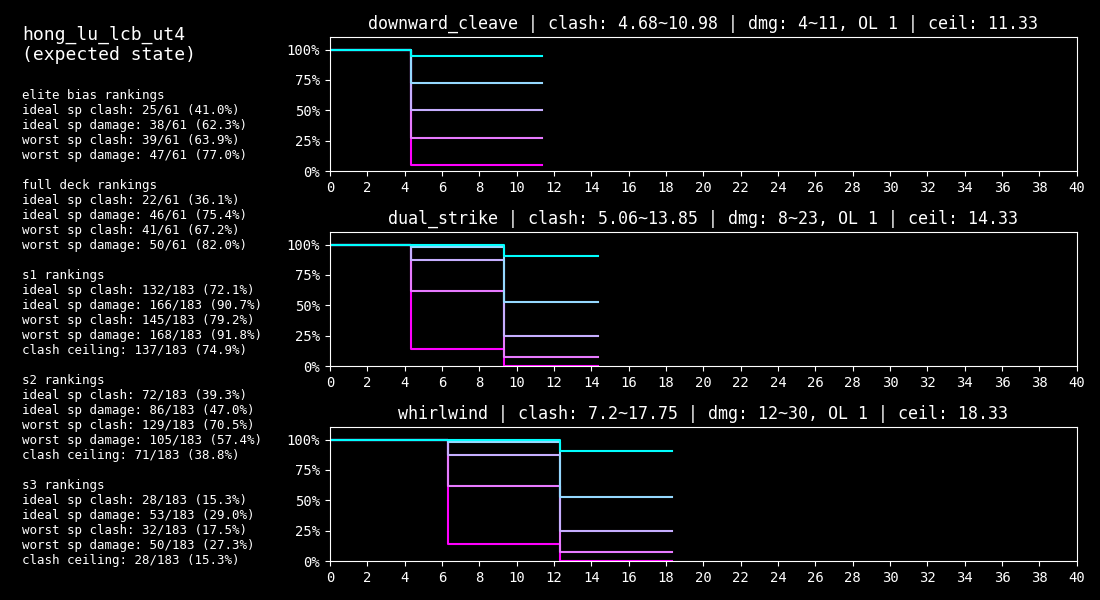 hong_lu_lcb_ut4
(expected state)
elite bias rankings
ideal sp clash: 25/61 (41.0%)
ideal sp damage: 38/61 (62.3%)
worst sp clash: 39/61 (63.9%)
worst sp damage: 47/61 (77.0%)
full deck rankings
ideal sp clash: 22/61 (36.1%)
ideal sp damage: 46/61 (75.4%)
worst sp clash: 41/61 (67.2%)
worst sp damage: 50/61 (82.0%)
s1 rankings
ideal sp clash: 132/183 (72.1%)
ideal sp damage: 166/183 (90.7%)
worst sp clash: 145/183 (79.2%)
worst sp damage: 168/183 (91.8%)
clash ceiling: 137/183 (74.9%)
s2 rankings
ideal sp clash: 72/183 (39.3%)
ideal sp damage: 86/183 (47.0%)
worst sp clash: 129/183 (70.5%)
worst sp damage: 105/183 (57.4%)
clash ceiling: 71/183 (38.8%)
s3 rankings
ideal sp clash: 28/183 (15.3%)
ideal sp damage: 53/183 (29.0%)
worst sp clash: 32/183 (17.5%)
worst sp damage: 50/183 (27.3%)
clash ceiling: 28/183 (15.3%)
downward_cleave | clash: 4.68~10.98 | dmg: 4~11, OL 1 | ceil: 11.33
100%
75%
50%
25%
0%
0 2 4 6 8 10 12 14 16 18 20 22 24 26 28 30 32 34 36 38 40
dual_strike | clash: 5.06~13.85 | dmg: 8~23, OL 1 | ceil: 14.33
100%
75%
50%
25%
0%
0 2 4 6 8 10 12 14 16 18 20 22 24 26 28 30 32 34 36 38 40
whirlwind | clash: 7.2~17.75 | dmg: 12~30, OL 1 | ceil: 18.33
100%
75%
50%
25%
0%
0 2 4 6 8 10 12 14 16 18 20 22 24 26 28 30 32 34 36 38 40